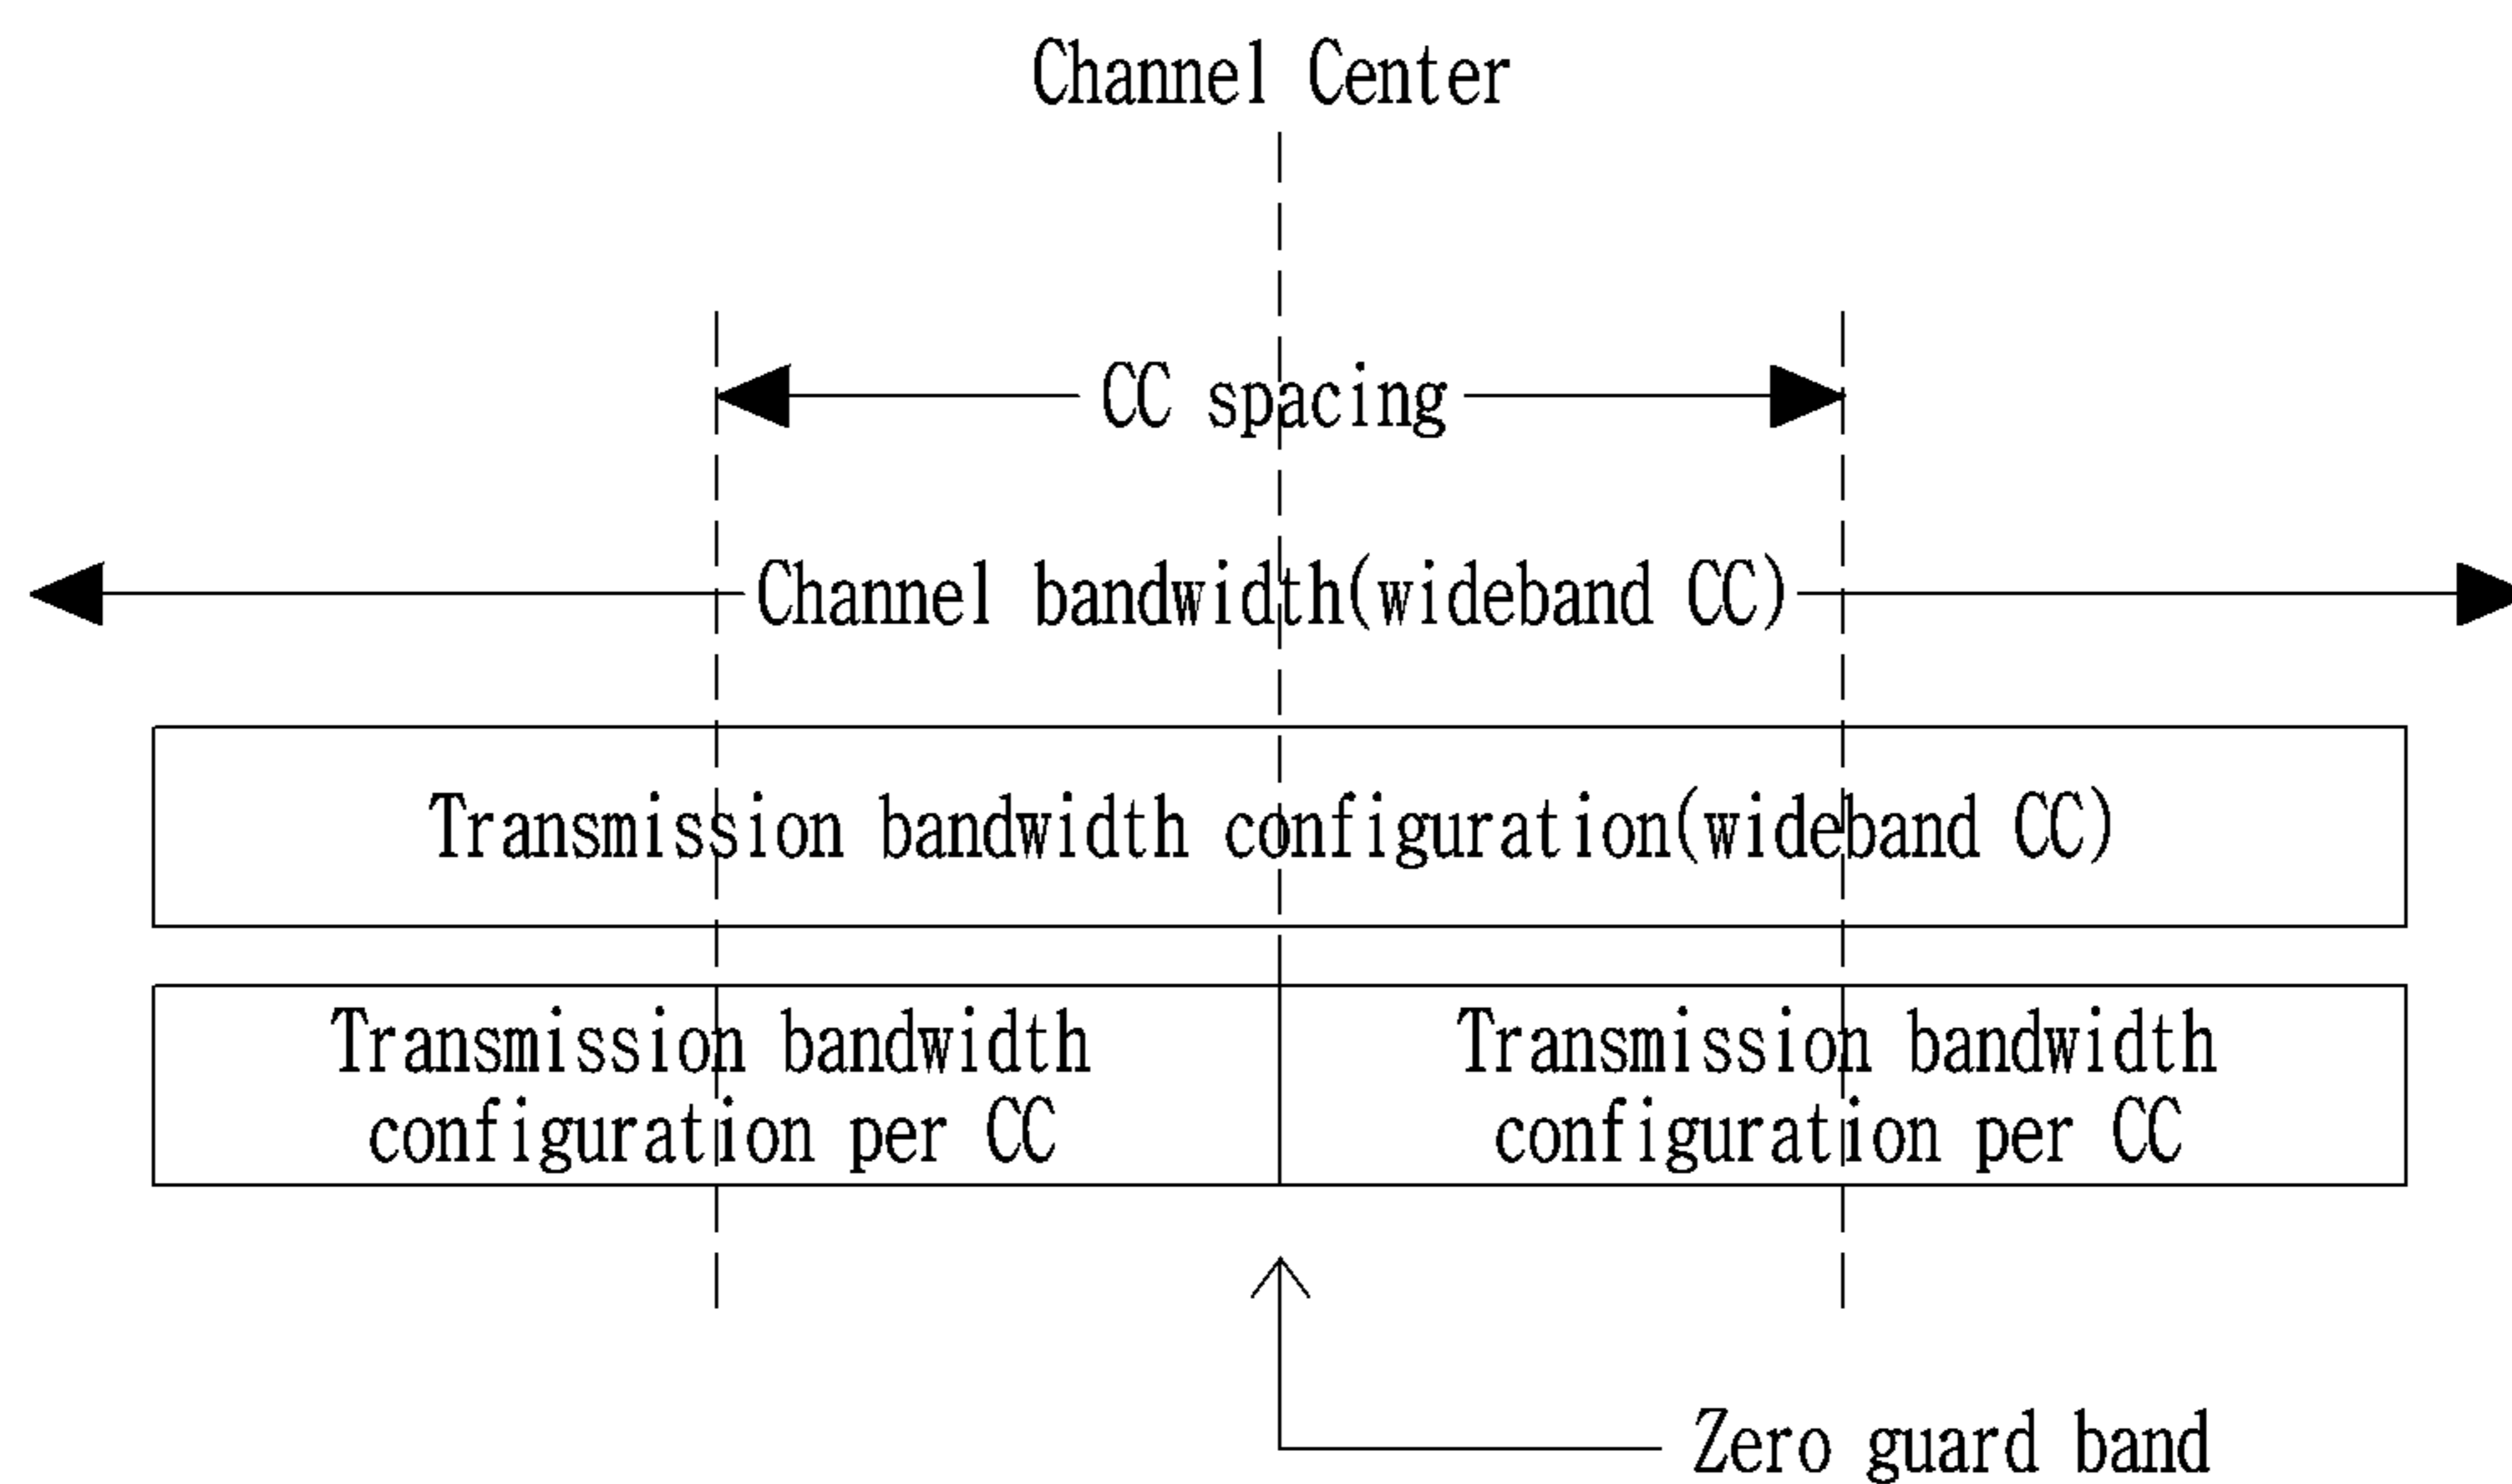 Channel Center
CC spacing
Channel bandwidth(wideband CC)
Transmission bandwidth configuration(wideband CC)
Transmission bandwidth
configuration per CC
Transmission bandwidth
configuration per CC
Zero guard band